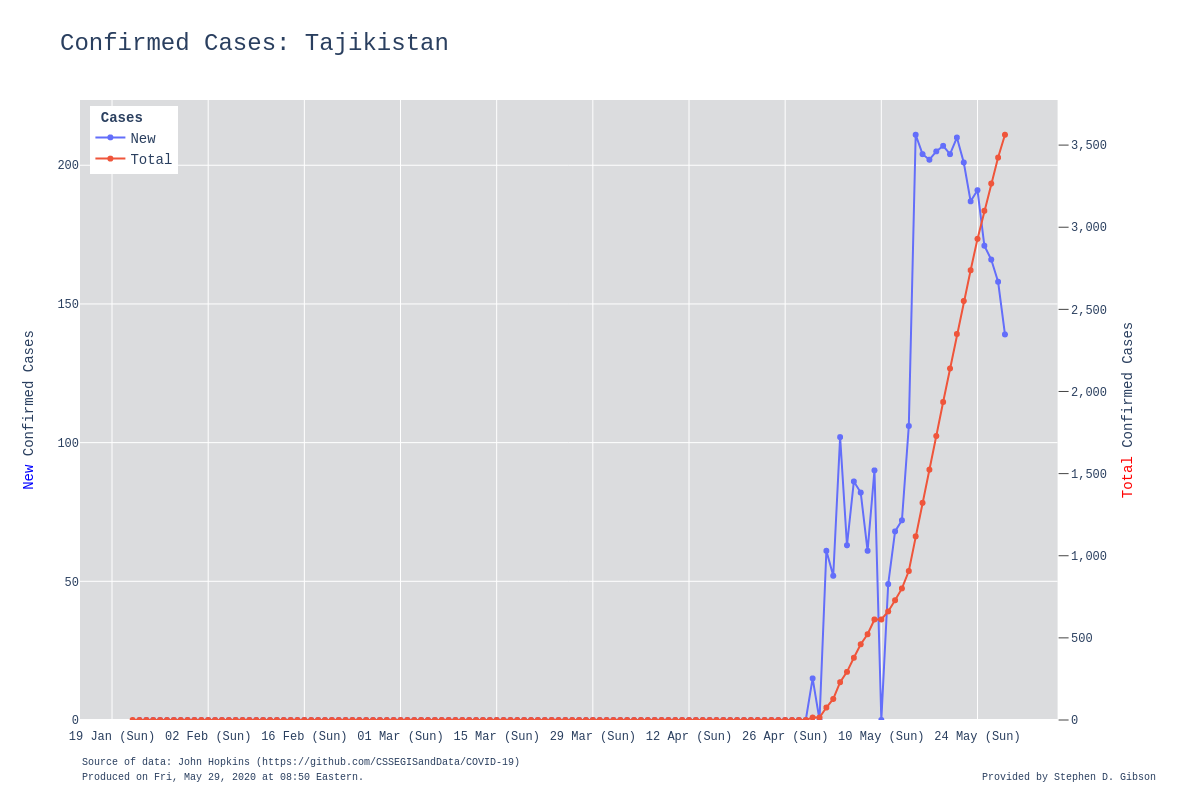 Confirmed Cases: Tajikistan
Cases
New
Total
200
150
100
50
0
3,500
3,000
2,500
2,000
1,500
1,000
500
0
New Confirmed Cases
Total Confirmed Cases
19 Jan (Sun) 02 Feb (Sun) 16 Feb (Sun) 01 Mar (Sun) 15 Mar (Sun) 29 Mar (Sun) 12 Apr (Sun) 26 Apr (Sun) 10 May (Sun) 24 May (Sun)
Source of data: John Hopkins (https://github.com/CSSEGISandData/COVID-19)
Produced on Fri, May 29, 2020 at 08:50 Eastern.
Provided by Stephen D. Gibson